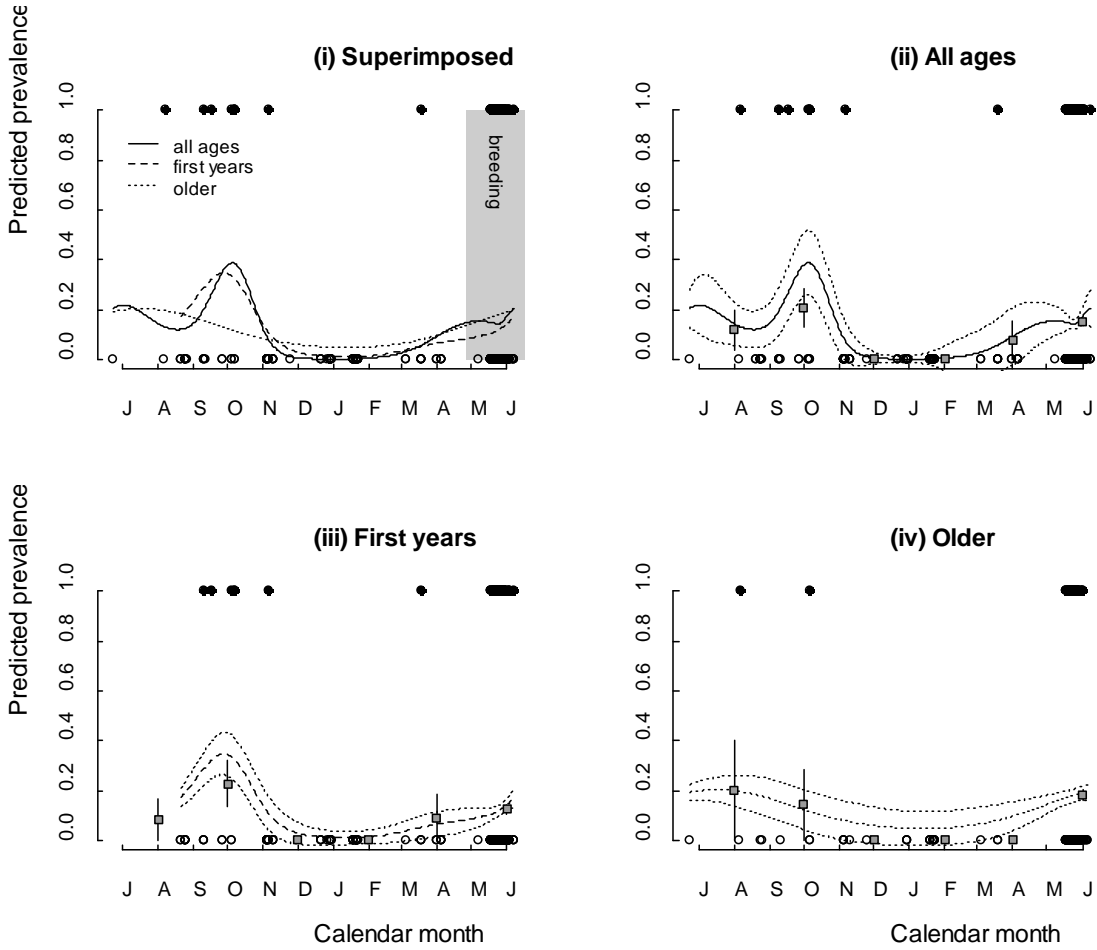 (i) Superimposed
Predicted prevalence
1.0
0.8
0.6
0.4
0.2
0.0
all ages
first years
older
breeding
J A S O N D J F M A M J
(ii) All ages
1.0
0.8
0.6
0.4
0.2
0.0
J A S O N D J F M A M J
(iii) First years
Predicted prevalence
1.0
0.8
0.6
0.4
0.2
0.0
J A S O N D J F M A M J
Calendar month
(iv) Older
1.0
0.8
0.6
0.4
0.2
0.0
J A S O N D J F M A M J
Calendar month